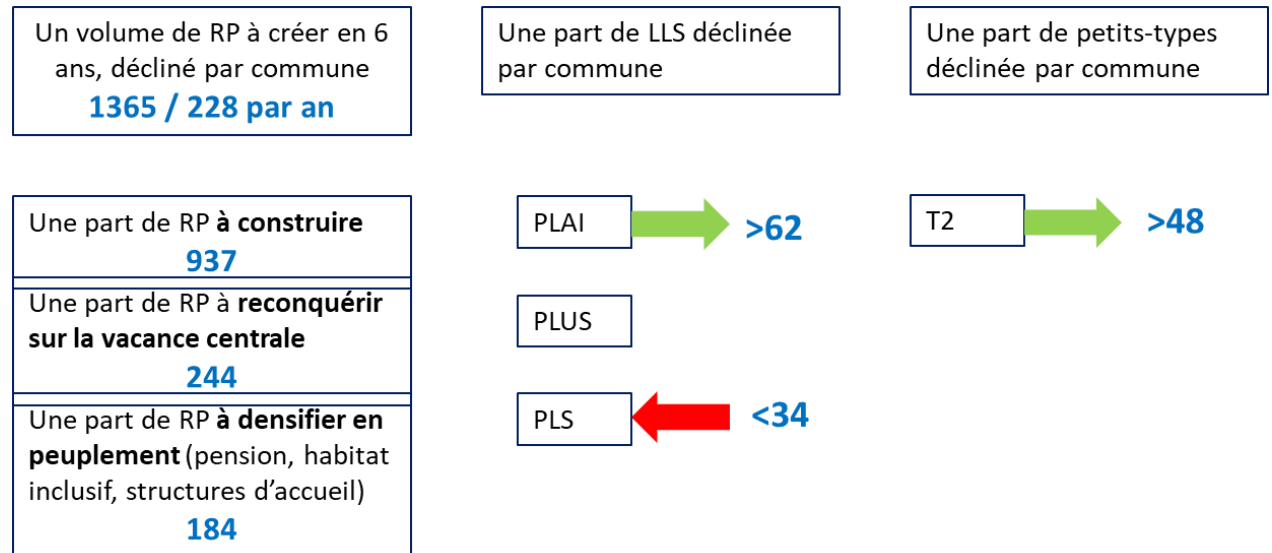 Un volume de RP à créer en 6
ans, décliné par commune
1365 / 228 par an
Une part de LLS déclinée
par commune
Une part de petits-types
déclinée par commune
Une part de RP à construire
937
Une part de RP à reconquérir
sur la vacance centrale
244
Une part de RP à densifier en
peuplement (pension, habitat
inclusif, structures d’accueil)
184
PLAI
>62
PLUS
PLS
<34
T2
>48